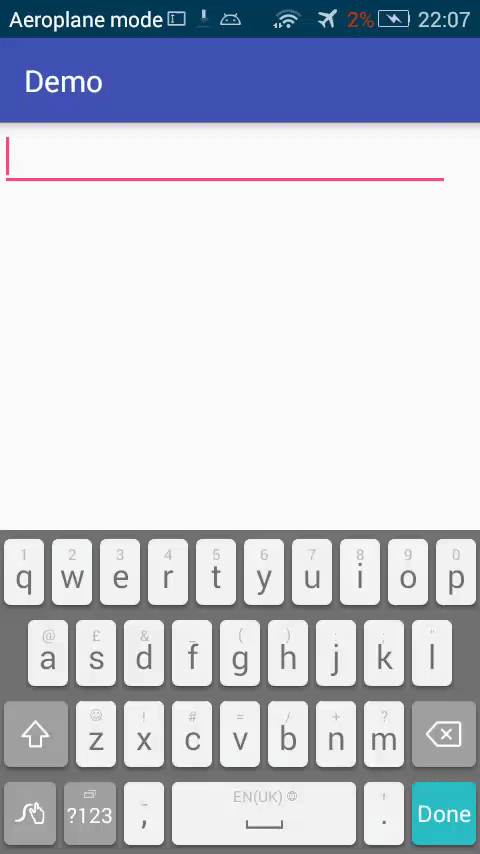 Aeroplane mode 2% 22:07
Demo
1 2 3 4 5 6 7 8 9 0
q w e r t y u i o p
@ £ & _ ( ) : ; "
a s d f g h j k l
! # = / + ?
z x c v b n m
EN(UK)
?123 , . Done